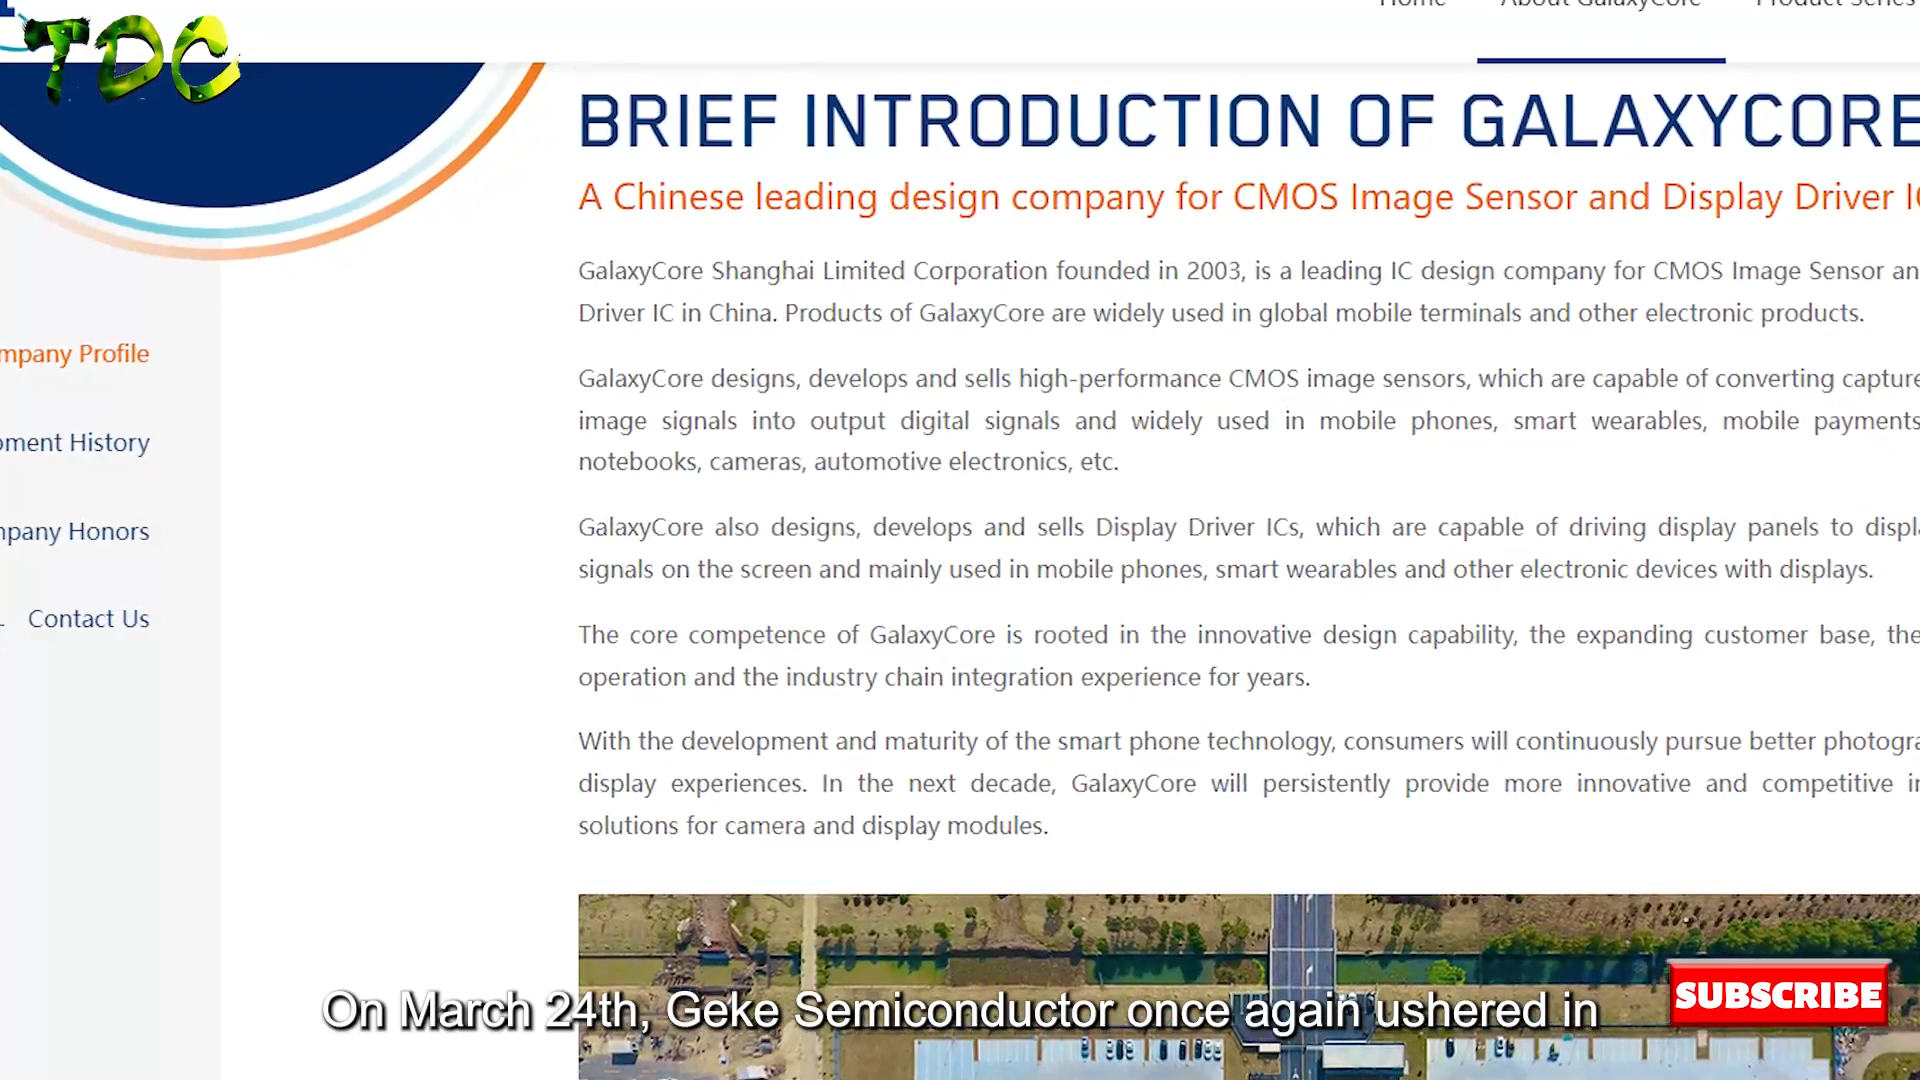 Home About GalaxyCore Product Series
TDC
BRIEF INTRODUCTION OF GALAXYCORE
A Chinese leading design company for CMOS Image Sensor and Display Driver IC
GalaxyCore Shanghai Limited Corporation founded in 2003, is a leading IC design company for CMOS Image Sensor an
Driver IC in China. Products of GalaxyCore are widely used in global mobile terminals and other electronic products.
mpany Profile
GalaxyCore designs, develops and sells high-performance CMOS image sensors, which are capable of converting capture
image signals into output digital signals and widely used in mobile phones, smart wearables, mobile payments
notebooks, cameras, automotive electronics, etc.
pment History
GalaxyCore also designs, develops and sells Display Driver ICs, which are capable of driving display panels to displa
signals on the screen and mainly used in mobile phones, smart wearables and other electronic devices with displays.
mpany Honors
Contact Us
The core competence of GalaxyCore is rooted in the innovative design capability, the expanding customer base, the
operation and the industry chain integration experience for years.
With the development and maturity of the smart phone technology, consumers will continuously pursue better photogra
display experiences. In the next decade, GalaxyCore will persistently provide more innovative and competitive in
solutions for camera and display modules.
On March 24th, Geke Semiconductor once again ushered in
SUBSCRIBE